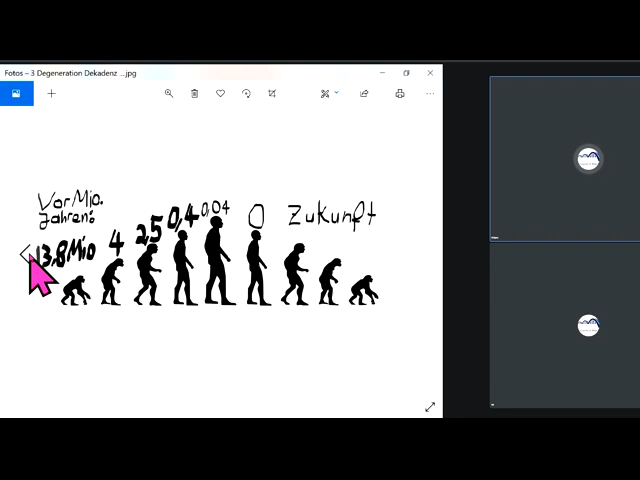 Fotos – 3 Degeneration Dekadenz ...jpg
Vor Mio.
Jahren:
13,8 Mio 4 2,5 0,4 0,04 0 Zukunft